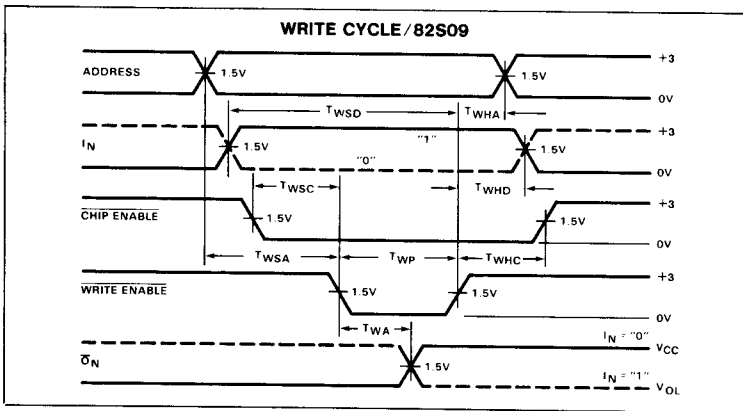 WRITE CYCLE/82S09
ADDRESS
1.5V
1.5V
+3
0V
TWSD
TWHA
IN
1.5V
"1"
"0"
1.5V
+3
0V
TWSC
TWHD
CHIP ENABLE
1.5V
1.5V
+3
0V
TWSA
TWP
TWHC
WRITE ENABLE
1.5V
1.5V
+3
0V
TWA
ŌN
1.5V
IN = "0"
VCC
IN = "1"
VOL